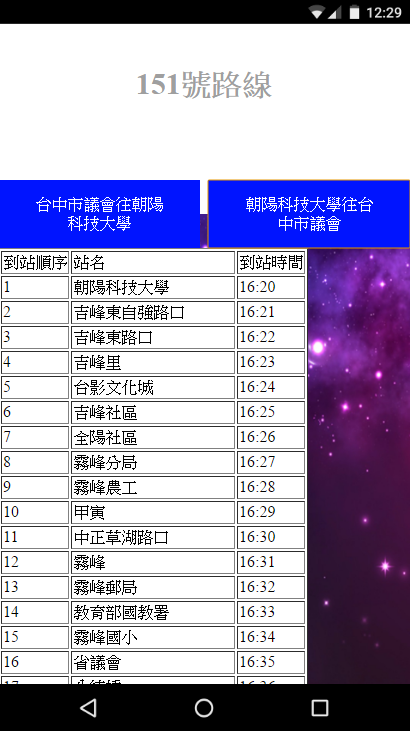 12:29
151號路線
台中市議會往朝陽
科技大學
朝陽科技大學往台
中市議會
到站順序 站名 到站時間
1 朝陽科技大學 16:20
2 吉峰東自強路口 16:21
3 吉峰東路口 16:22
4 吉峰里 16:23
5 台影文化城 16:24
6 吉峰社區 16:25
7 全陽社區 16:26
8 霧峰分局 16:27
9 霧峰農工 16:28
10 甲寅 16:29
11 中正草湖路口 16:30
12 霧峰 16:31
13 霧峰郵局 16:32
14 教育部國教署 16:33
15 霧峰國小 16:34
16 省議會 16:35